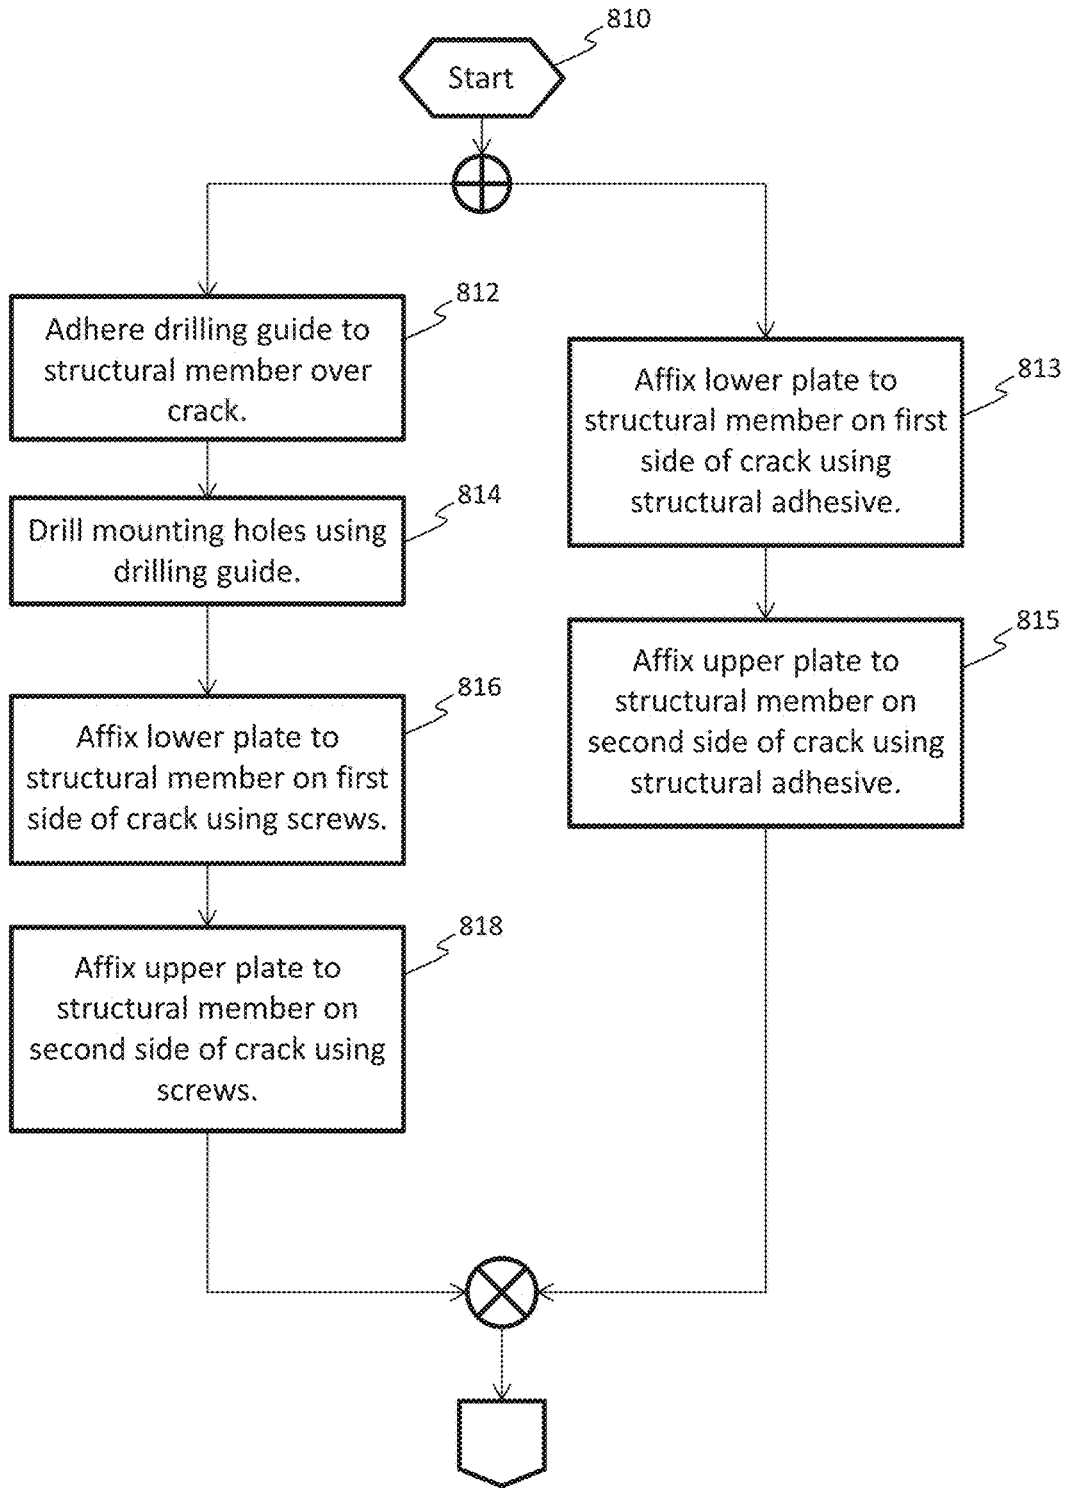 810
Start
812
Adhere drilling guide to
structural member over
crack.
814
Drill mounting holes using
drilling guide.
816
Affix lower plate to
structural member on first
side of crack using screws.
818
Affix upper plate to
structural member on
second side of crack using
screws.
813
Affix lower plate to
structural member on first
side of crack using
structural adhesive.
815
Affix upper plate to
structural member on
second side of crack using
structural adhesive.